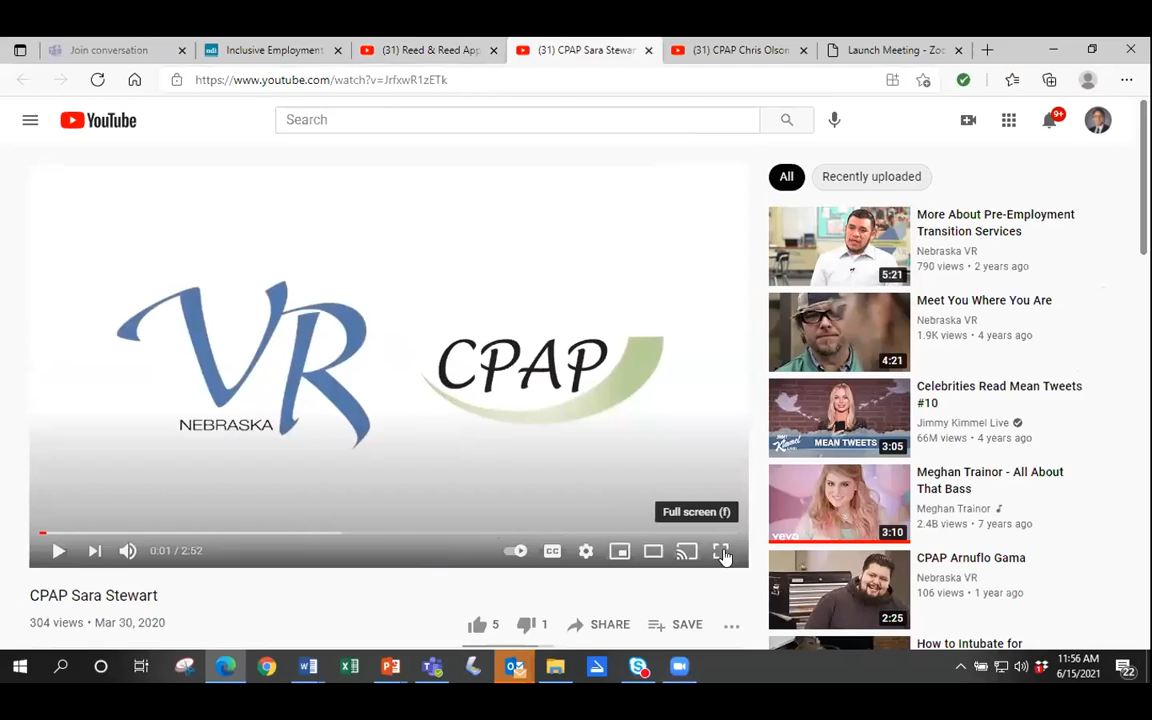 Join conversation
Inclusive Employment
(31) Reed & Reed App
(31) CPAP Sara Stewar
(31) CPAP Chris Olson
Launch Meeting - Zoo
https://www.youtube.com/watch?v=JrfxwR1zETk
YouTube
Search
9+
VR
NEBRASKA
CPAP
Full screen (f)
0:01 / 2:52
CC
CPAP Sara Stewart
304 views • Mar 30, 2020
5
1
SHARE
SAVE
All
Recently uploaded
5:21
More About Pre-Employment
Transition Services
Nebraska VR
790 views • 2 years ago
4:21
Meet You Where You Are
Nebraska VR
1.9K views • 4 years ago
MEAN TWEETS
3:05
Celebrities Read Mean Tweets
#10
Jimmy Kimmel Live
66M views • 4 years ago
vevo
3:10
Meghan Trainor - All About
That Bass
Meghan Trainor
2.4B views • 7 years ago
2:25
CPAP Arnuflo Gama
Nebraska VR
106 views • 1 year ago
How to Intubate for
11:56 AM
6/15/2021
22